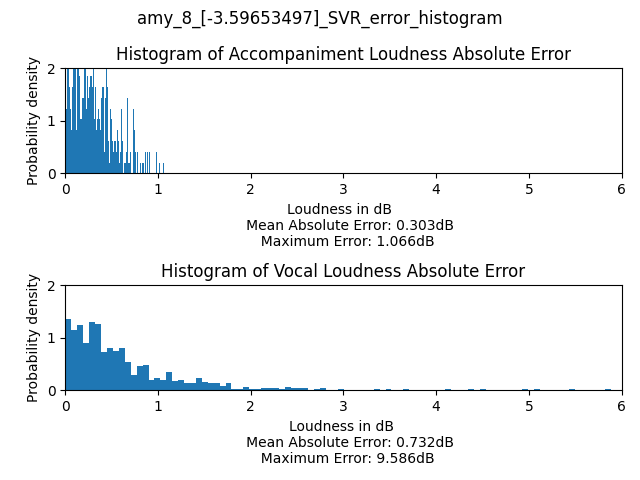 amy_8_[-3.59653497]_SVR_error_histogram
Histogram of Accompaniment Loudness Absolute Error
Probability density
2
1
0
0 1 2 3 4 5 6
Loudness in dB
Mean Absolute Error: 0.303dB
Maximum Error: 1.066dB
Histogram of Vocal Loudness Absolute Error
Probability density
2
1
0
0 1 2 3 4 5 6
Loudness in dB
Mean Absolute Error: 0.732dB
Maximum Error: 9.586dB